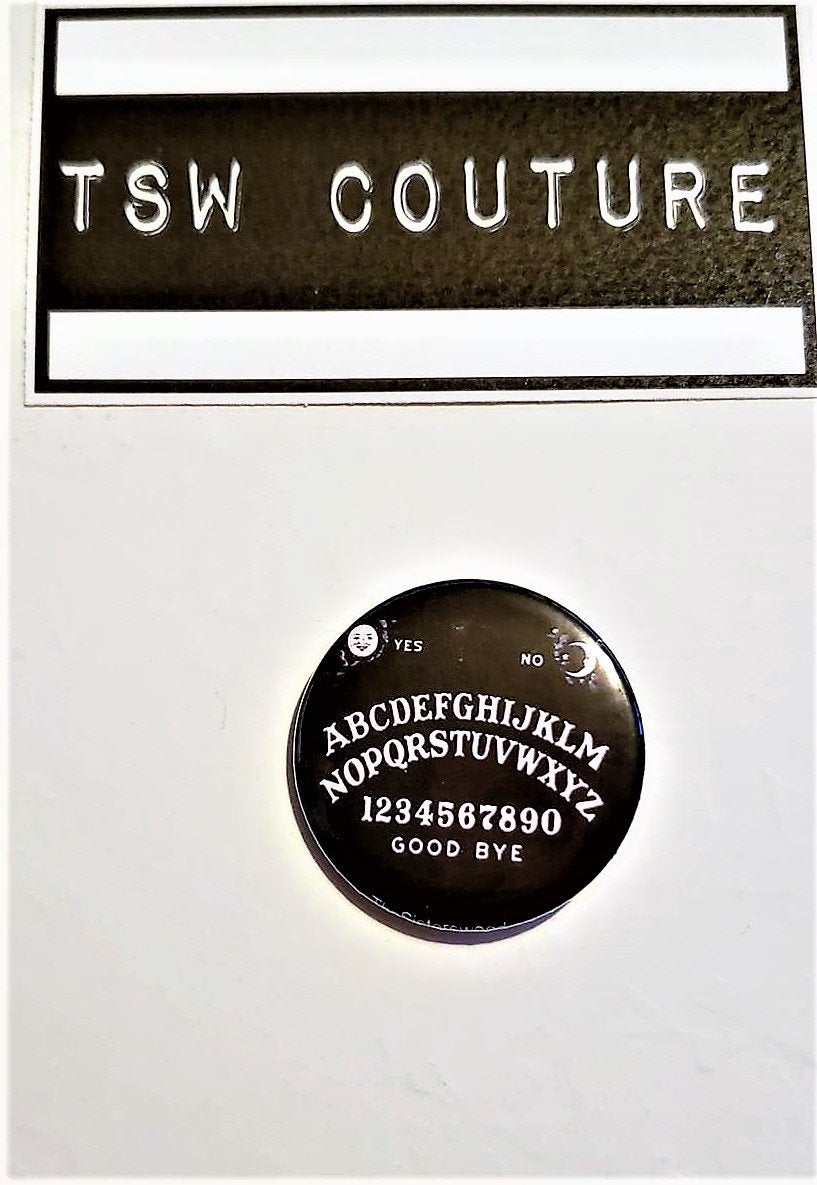 TSW COUTURE
YES NO
ABCDEFGHIJKLM
NOPQRSTUVWXYZ
1234567890
GOOD BYE